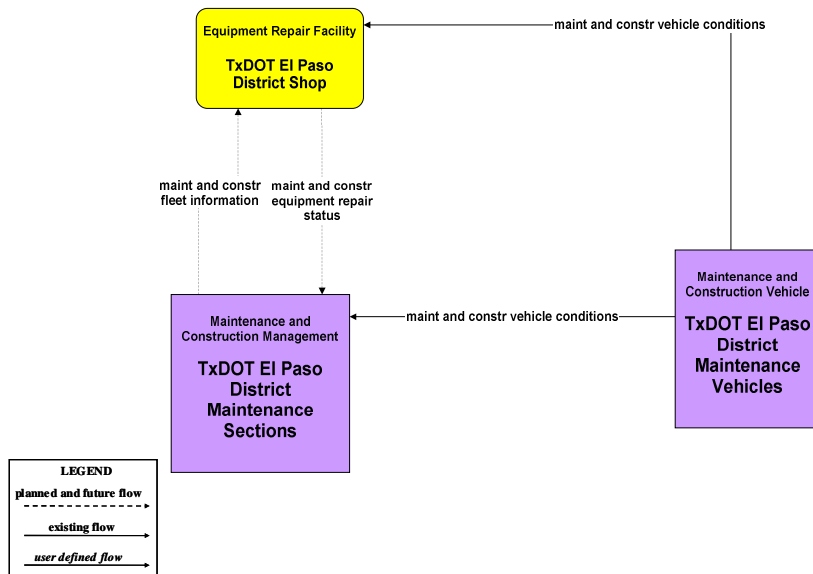 Equipment Repair Facility
TxDOT El Paso
District Shop
maint and constr vehicle conditions
maint and constr
fleet information
maint and constr
equipment repair
status
Maintenance and
Construction Vehicle
TxDOT El Paso
District
Maintenance
Vehicles
Maintenance and
Construction Management
TxDOT El Paso
District
Maintenance
Sections
maint and constr vehicle conditions
LEGEND
planned and future flow
existing flow
user defined flow